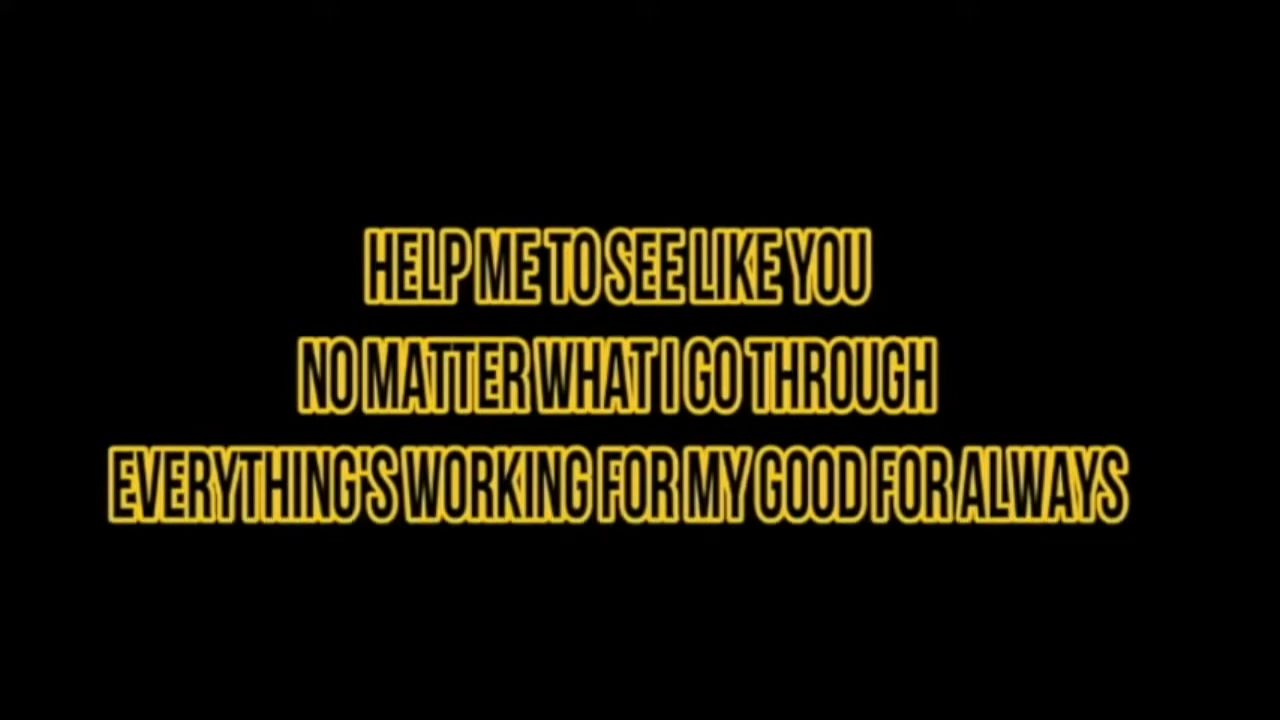 HELP ME TO SEE LIKE YOU
NO MATTER WHAT I GO THROUGH
EVERYTHING'S WORKING FOR MY GOOD FOR ALWAYS